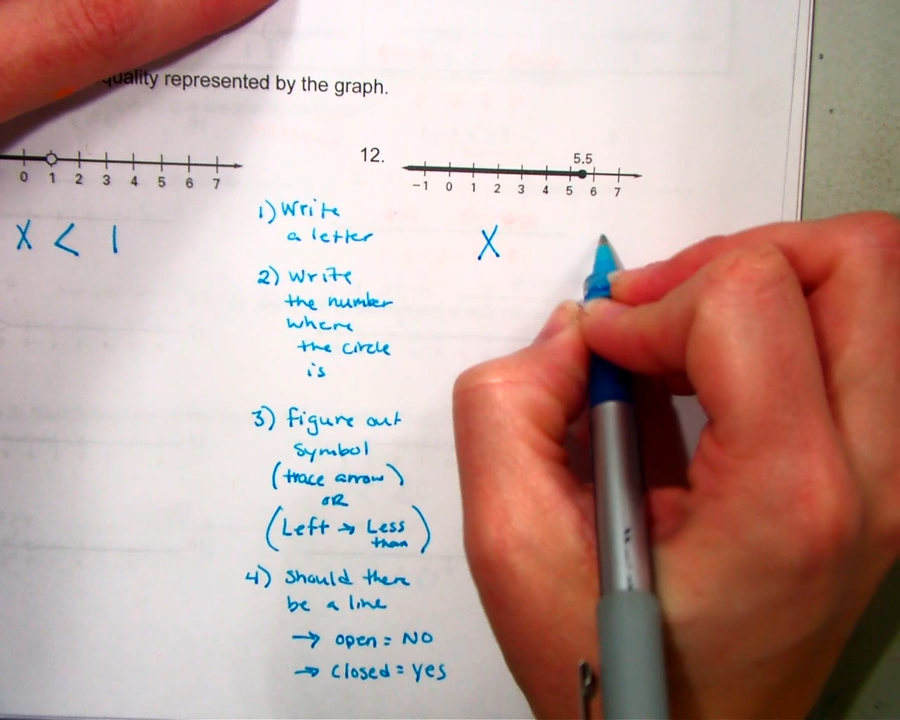 quality represented by the graph.
0 1 2 3 4 5 6 7
X < 1
12.
5.5
-1 0 1 2 3 4 5 6 7
X
1) Write
a letter
2) Write
the number
where
the circle
is
3) figure out
symbol
(trace arrow)
OR
(Left → Less
than)
4) should there
be a line
→ open = NO
→ closed = yes